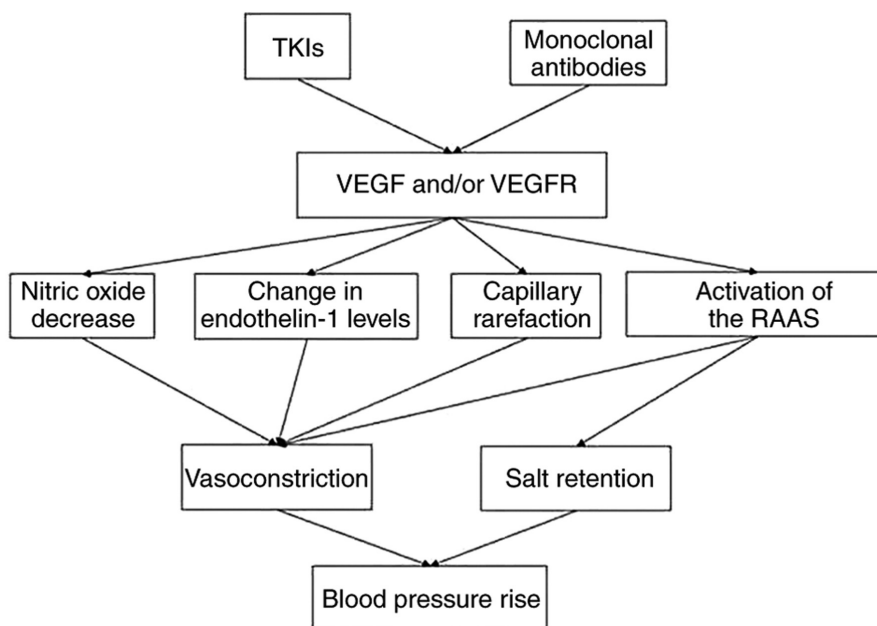 TKIs
Monoclonal
antibodies
VEGF and/or VEGFR
Nitric oxide
decrease
Change in
endothelin-1 levels
Capillary
rarefaction
Activation of
the RAAS
Vasoconstriction
Salt retention
Blood pressure rise